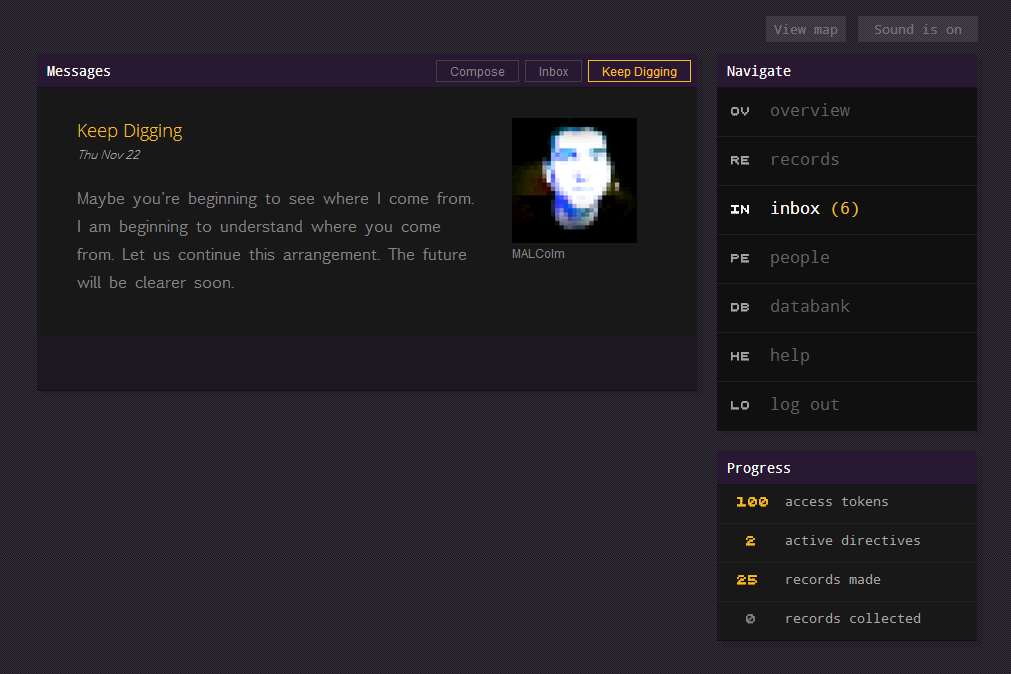 View map
Sound is on
Messages
Compose
Inbox
Keep Digging
Keep Digging
Thu Nov 22
Maybe you're beginning to see where I come from.
I am beginning to understand where you come
from. Let us continue this arrangement. The future
will be clearer soon.
MALColm
Navigate
OV overview
RE records
IN inbox (6)
PE people
DB databank
HE help
LO log out
Progress
100 access tokens
2 active directives
25 records made
0 records collected